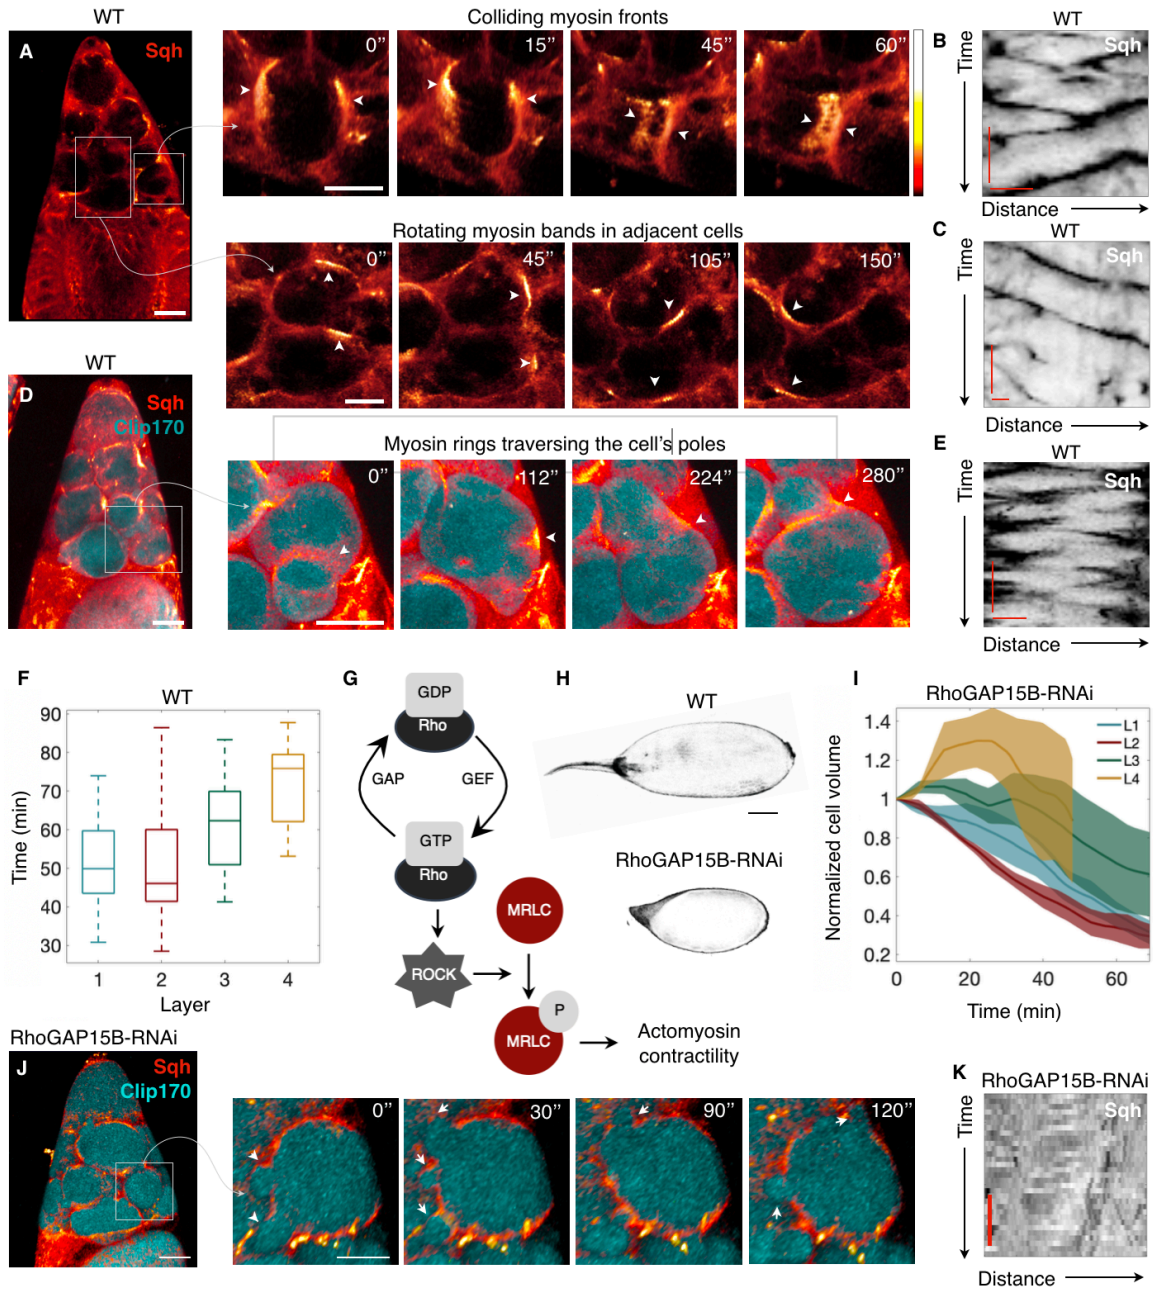 WT
Colliding myosin fronts
WT
A
Sqh
0’’
15’’
45’’
60’’
B
Time
Sqh
Distance
Rotating myosin bands in adjacent cells
0’’
45’’
105’’
150’’
C
WT
Time
Sqh
Distance
WT
D
Sqh
Clip170
Myosin rings traversing the cell’s poles
0’’
112’’
224’’
280’’
E
WT
Time
Sqh
Distance
F
WT
Time (min)
90
80
70
60
50
40
30
1 2 3 4
Layer
G
GDP
Rho
GAP
GEF
GTP
Rho
MRLC
ROCK
P
MRLC
Actomyosin
contractility
H
WT
RhoGAP15B-RNAi
I
RhoGAP15B-RNAi
Normalized cell volume
1.4
1.2
1
0.8
0.6
0.4
0.2
L1
L2
L3
L4
0 20 40 60
Time (min)
RhoGAP15B-RNAi
J
Sqh
Clip170
0’’
30’’
90’’
120’’
K
RhoGAP15B-RNAi
Time
Sqh
Distance